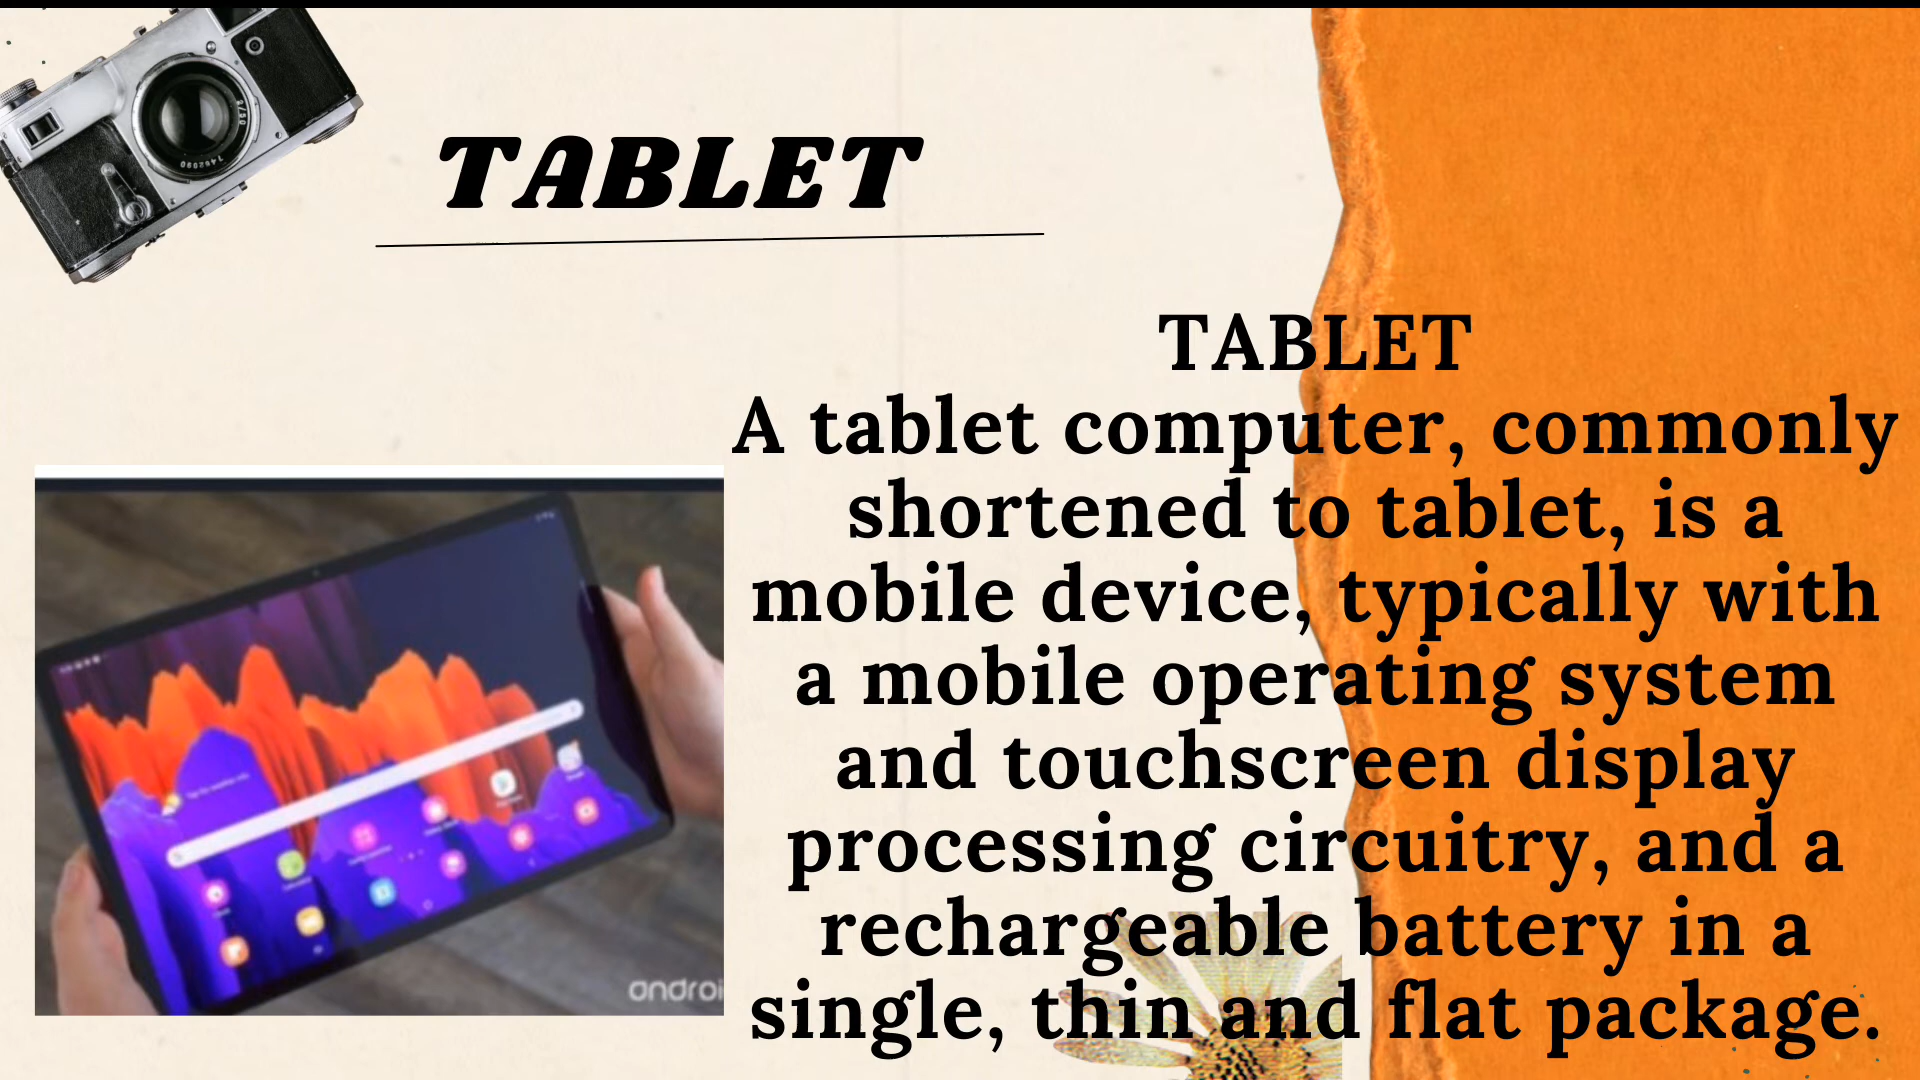 TABLET
TABLET
A tablet computer, commonly
shortened to tablet, is a
mobile device, typically with
a mobile operating system
and touchscreen display
processing circuitry, and a
rechargeable battery in a
single, thin and flat package.
androi